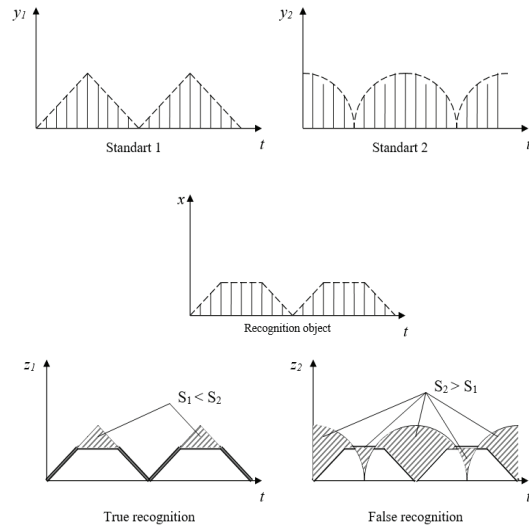 y1
y2
t
t
Standart 1
Standart 2
x
t
Recognition object
z1
z2
S1 < S2
S2 > S1
t
t
True recognition
False recognition